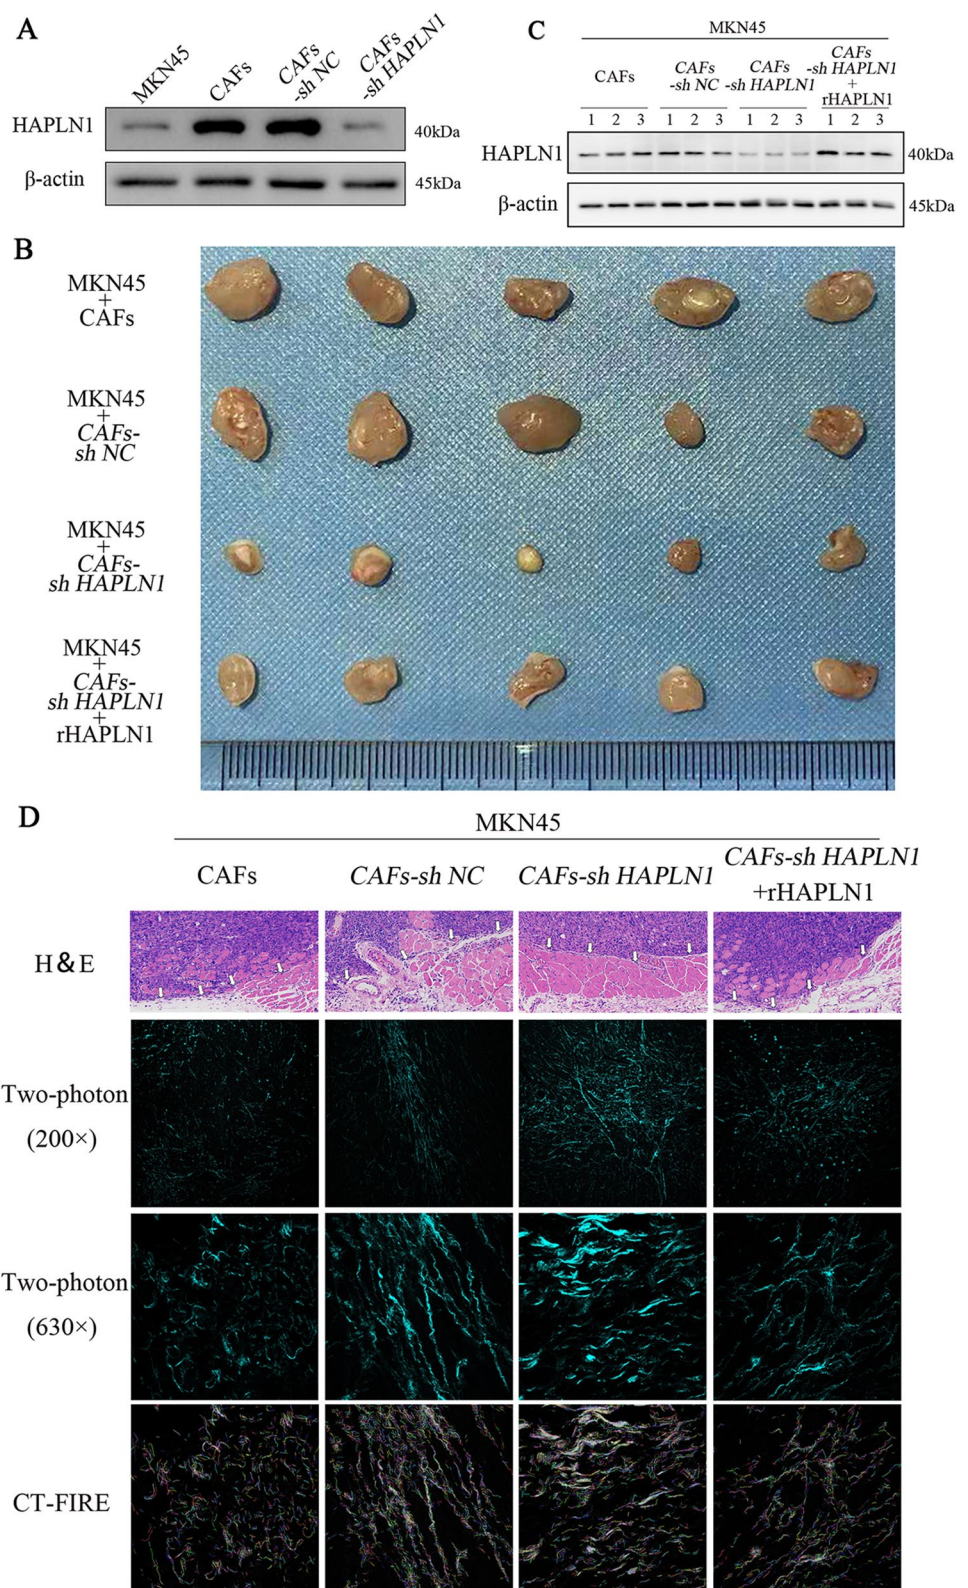 A
MKN45
CAFs
CAFs
-sh NC
CAFs
-sh HAPLN1
HAPLN1
40kDa
β-actin
45kDa
C
MKN45
CAFs
CAFs
-sh NC
CAFs
-sh HAPLN1
CAFs
-sh HAPLN1
+
rHAPLN1
1 2 3 1 2 3 1 2 3 1 2 3
HAPLN1
40kDa
β-actin
45kDa
B
MKN45
+
CAFs
MKN45
+
CAFs-
sh NC
MKN45
+
CAFs-
sh HAPLN1
MKN45
+
CAFs-
sh HAPLN1
+
rHAPLN1
D
MKN45
CAFs
CAFs-sh NC
CAFs-sh HAPLN1
CAFs-sh HAPLN1
+rHAPLN1
H&E
Two-photon
(200×)
Two-photon
(630×)
CT-FIRE